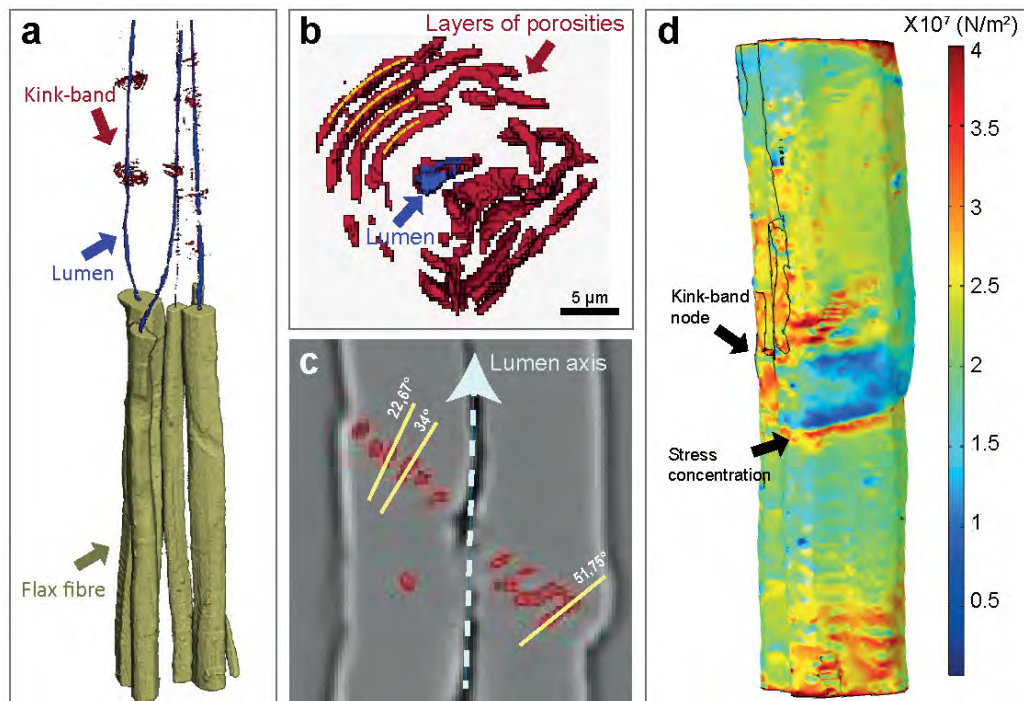 a
Kink-band
Lumen
Flax fibre
b
Layers of porosities
Lumen
5 µm
c
Lumen axis
22,67°
34°
51,75°
d
X10⁷ (N/m²)
4
3.5
3
2.5
2
1.5
1
0.5
Kink-band
node
Stress
concentration